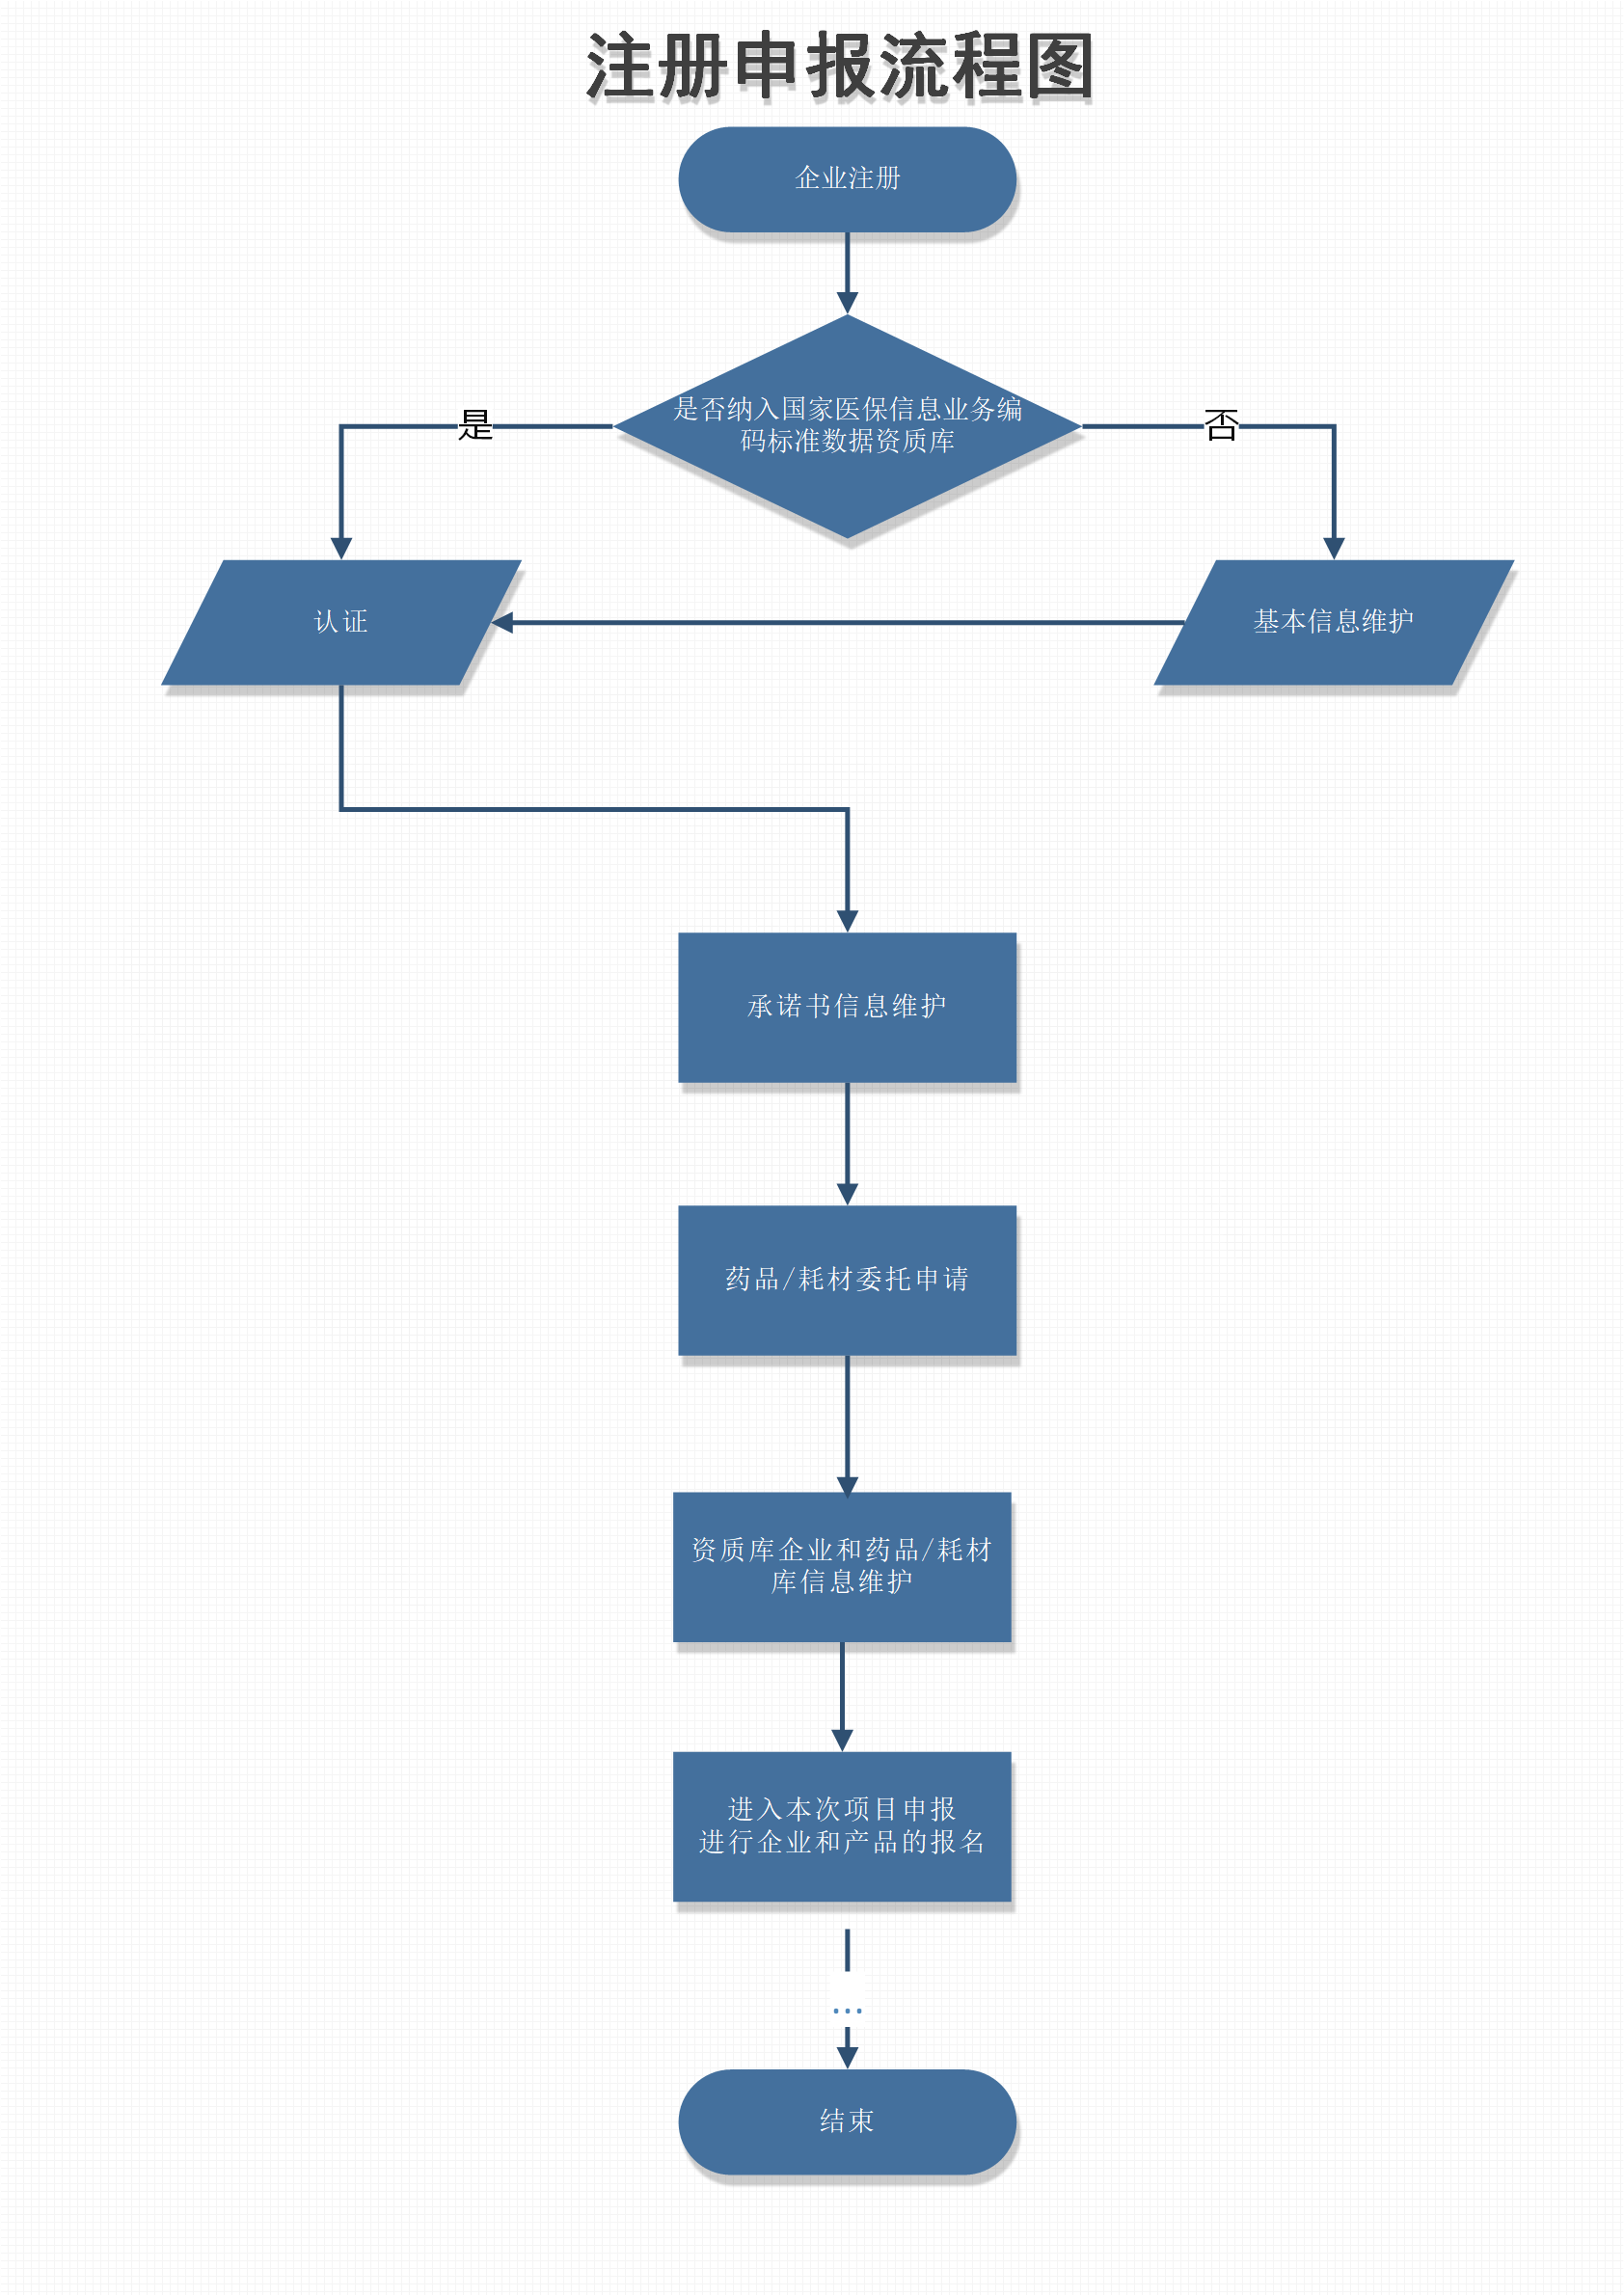 注册申报流程图
企业注册
是否纳入国家医保信息业务编
码标准数据资质库
是
否
认证
基本信息维护
承诺书信息维护
药品/耗材委托申请
资质库企业和药品/耗材
库信息维护
进入本次项目申报
进行企业和产品的报名
...
结束